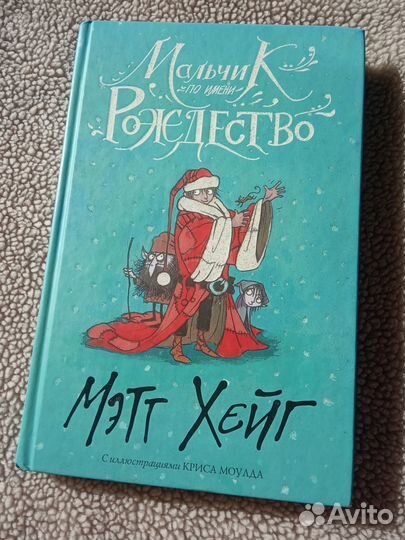 Мальчик
по имени
Рождество
Мэтт Хейг
С иллюстрациями КРИСА МОУЛДА
Avito